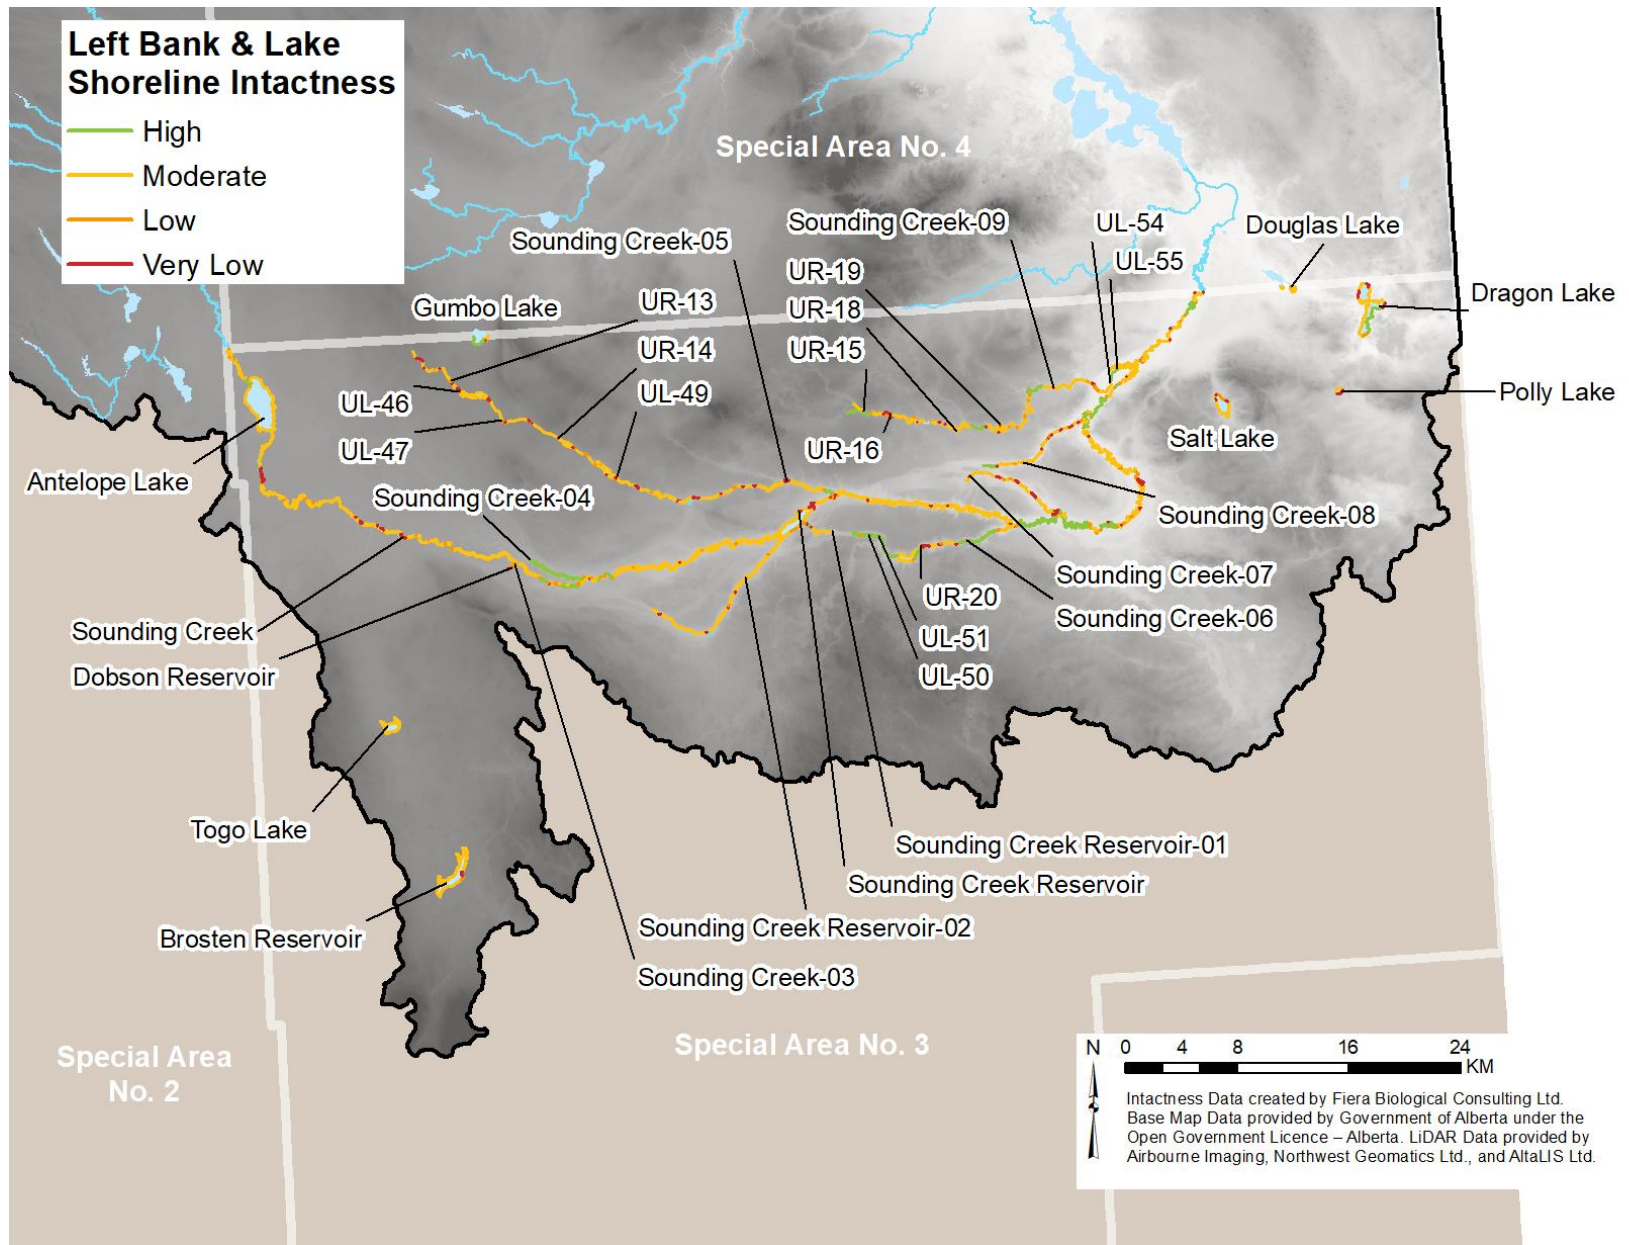 Left Bank & Lake
Shoreline Intactness
High
Moderate
Low
Very Low
Special Area No. 4
Sounding Creek-05
Sounding Creek-09
UL-54
UL-55
Douglas Lake
UR-19
UR-18
UR-15
Gumbo Lake
UR-13
UR-14
UL-49
Dragon Lake
Polly Lake
UL-46
UL-47
UR-16
Salt Lake
Antelope Lake
Sounding Creek-04
Sounding Creek-08
Sounding Creek-07
Sounding Creek-06
UR-20
UL-51
UL-50
Sounding Creek
Dobson Reservoir
Togo Lake
Brosten Reservoir
Sounding Creek Reservoir-01
Sounding Creek Reservoir
Sounding Creek Reservoir-02
Sounding Creek-03
Special Area
No. 2
Special Area No. 3
N 0 4 8 16 24
KM
Intactness Data created by Fiera Biological Consulting Ltd.
Base Map Data provided by Government of Alberta under the
Open Government Licence – Alberta. LiDAR Data provided by
Airbourne Imaging, Northwest Geomatics Ltd., and AltaLIS Ltd.